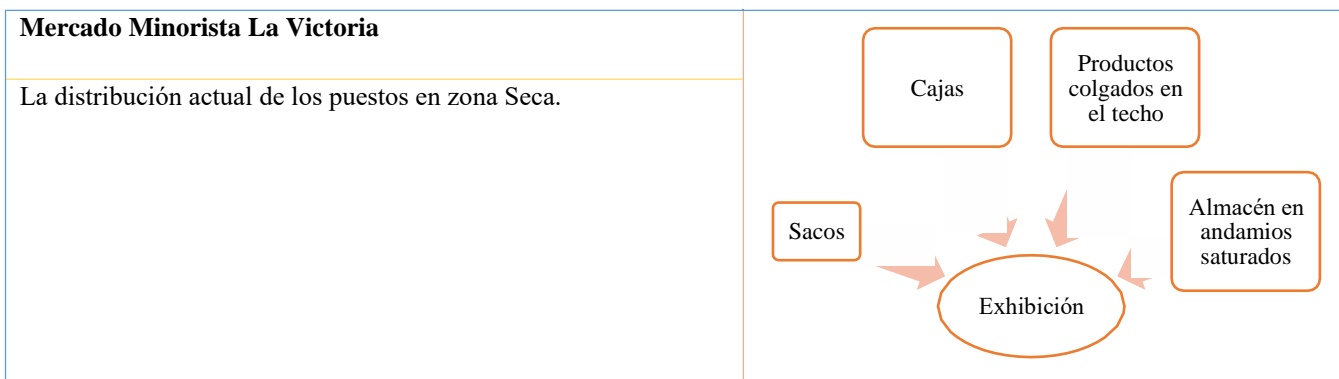 Mercado Minorista La Victoria
La distribución actual de los puestos en zona Seca.
Cajas
Productos
colgados en
el techo
Sacos
Almacén en
andamios
saturados
Exhibición